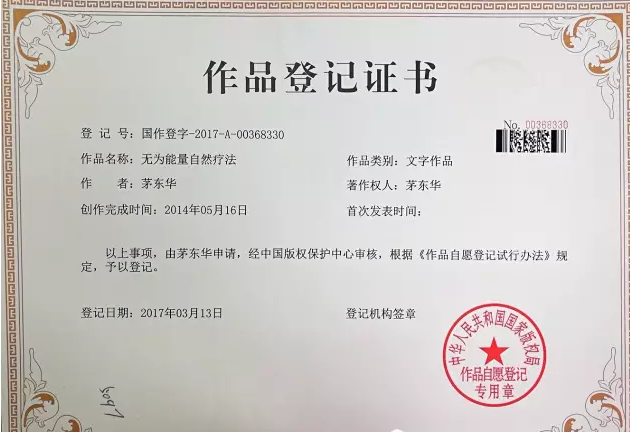 作品登记证书
No. 00368330
登 记 号：国作登字-2017-A-00368330
作品名称：无为能量自然疗法 作品类别：文字作品
作 者：茅东华 著作权人：茅东华
创作完成时间：2014年05月16日 首次发表时间：
以上事项，由茅东华申请，经中国版权保护中心审核，根据《作品自愿登记试行办法》规
定，予以登记。
登记日期：2017年03月13日 登记机构签章
中华人民共和国国家版权局
作品自愿登记
专用章